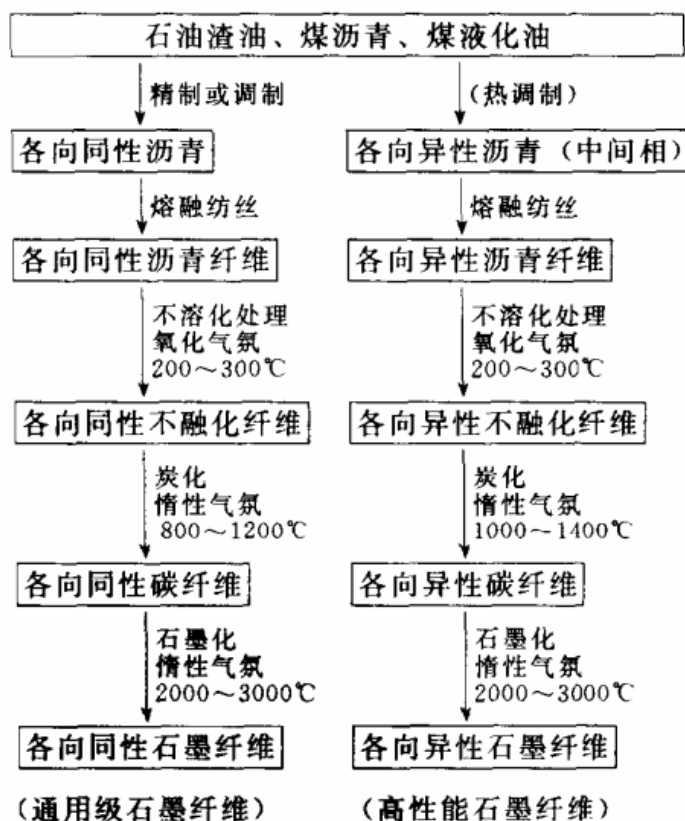 石油渣油、煤沥青、煤液化油
精制或调制
(热调制)
各向同性沥青
各向异性沥青(中间相)
熔融纺丝
熔融纺丝
各向同性沥青纤维
各向异性沥青纤维
不溶化处理
氧化气氛
200～300℃
不溶化处理
氧化气氛
200～300℃
各向同性不融化纤维
各向异性不融化纤维
炭化
惰性气氛
800～1200℃
炭化
惰性气氛
1000～1400℃
各向同性碳纤维
各向异性碳纤维
石墨化
惰性气氛
2000～3000℃
石墨化
惰性气氛
2000～3000℃
各向同性石墨纤维
各向异性石墨纤维
(通用级石墨纤维)
(高性能石墨纤维)